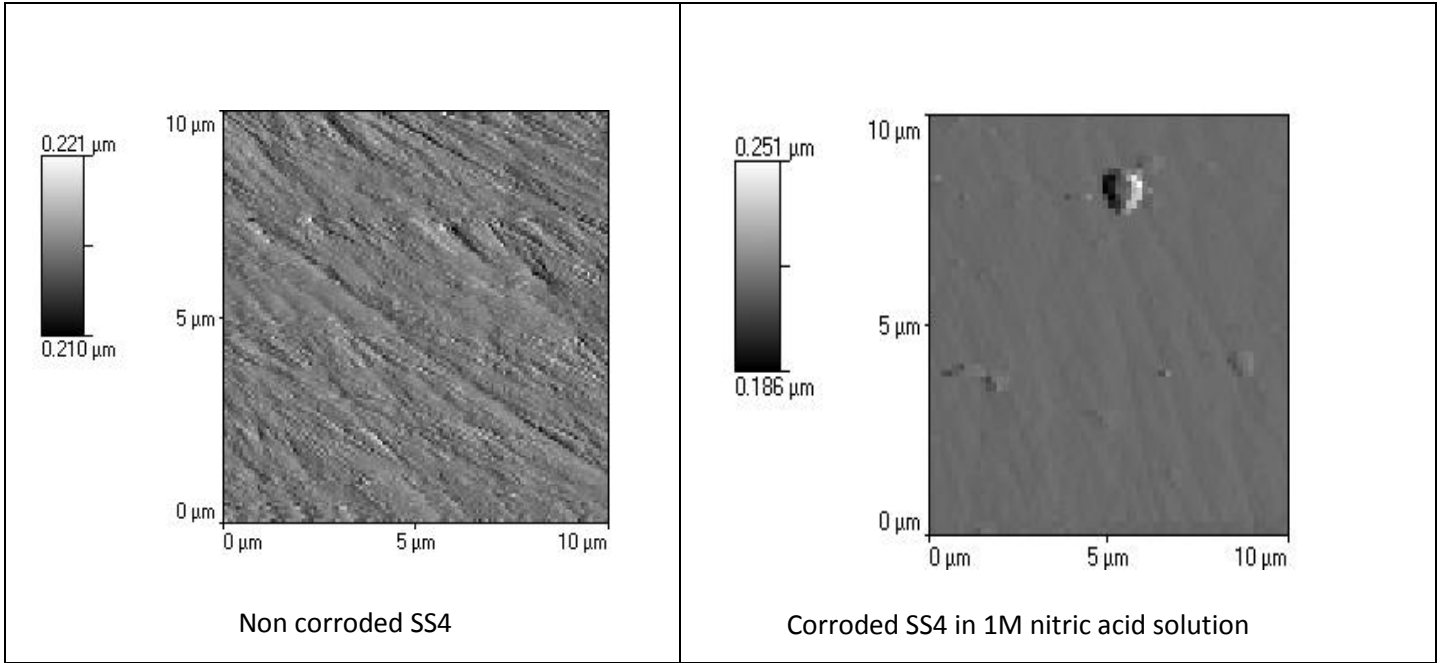 0.221 µm
0.210 µm
10 µm
5 µm
0 µm
0 µm 5 µm 10 µm
Non corroded SS4
0.251 µm
0.186 µm
10 µm
5 µm
0 µm
0 µm 5 µm 10 µm
Corroded SS4 in 1M nitric acid solution